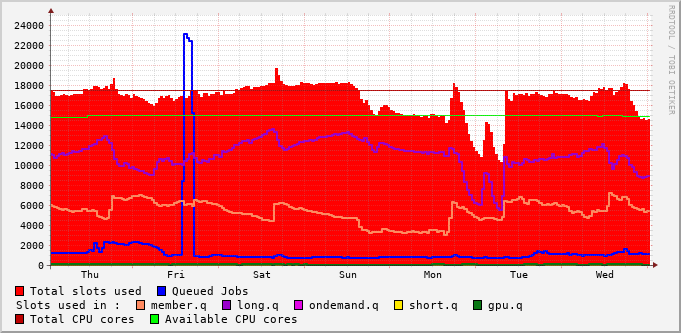 24000
22000
20000
18000
16000
14000
12000
10000
8000
6000
4000
2000
0
Thu Fri Sat Sun Mon Tue Wed
RRDTOOL / TOBI OETIKER
Total slots used Queued Jobs
Slots used in : member.q long.q ondemand.q short.q gpu.q
Total CPU cores Available CPU cores